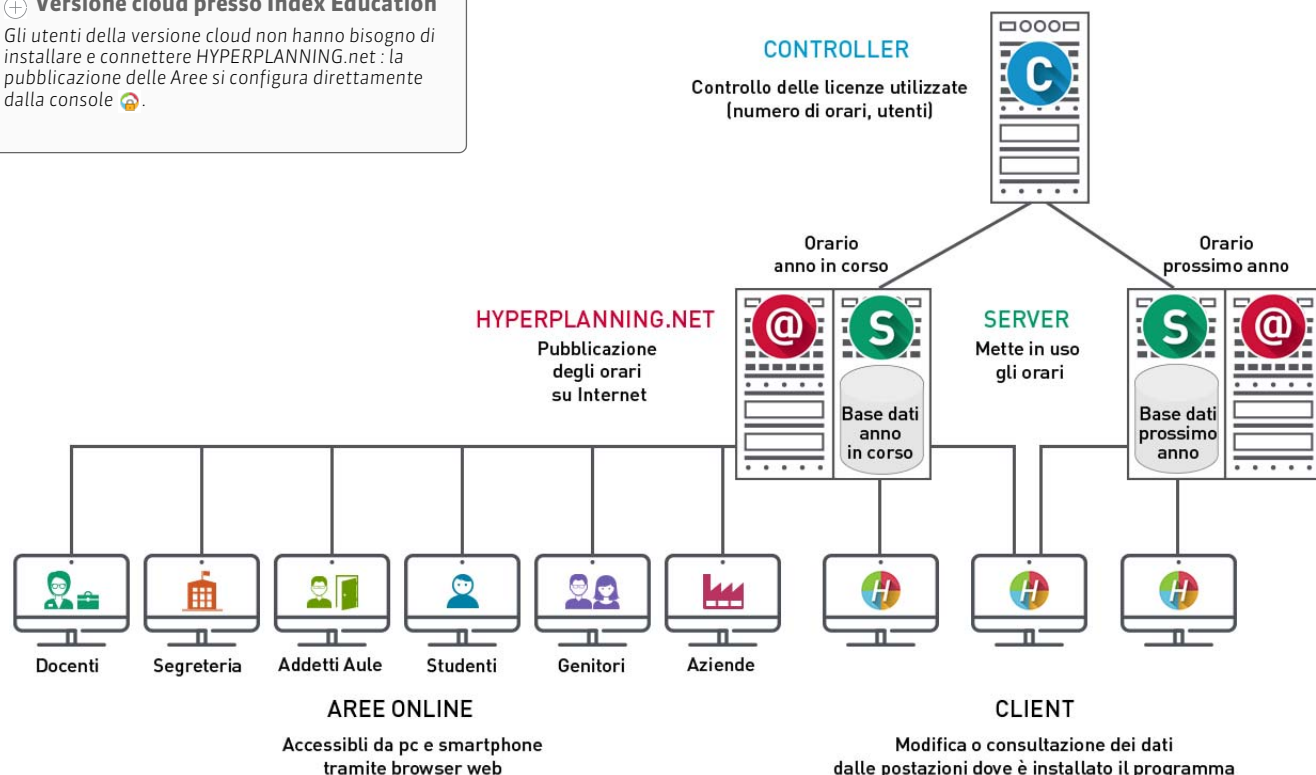 Versione cloud presso Index Education
Gli utenti della versione cloud non hanno bisogno di
installare e connettere HYPERPLANNING.net : la
pubblicazione delle Aree si configura direttamente
dalla console .
CONTROLLER
Controllo delle licenze utilizzate
(numero di orari, utenti)
C
Orario
anno in corso
Orario
prossimo anno
HYPERPLANNING.NET
Pubblicazione
degli orari
su Internet
@
S
Base dati
anno
in corso
SERVER
Mette in uso
gli orari
S
@
Base dati
prossimo
anno
H
H
H
Docenti
Segreteria
Addetti Aule
Studenti
Genitori
Aziende
AREE ONLINE
Accessibli da pc e smartphone
tramite browser web
CLIENT
Modifica o consultazione dei dati
dalle postazioni dove è installato il programma